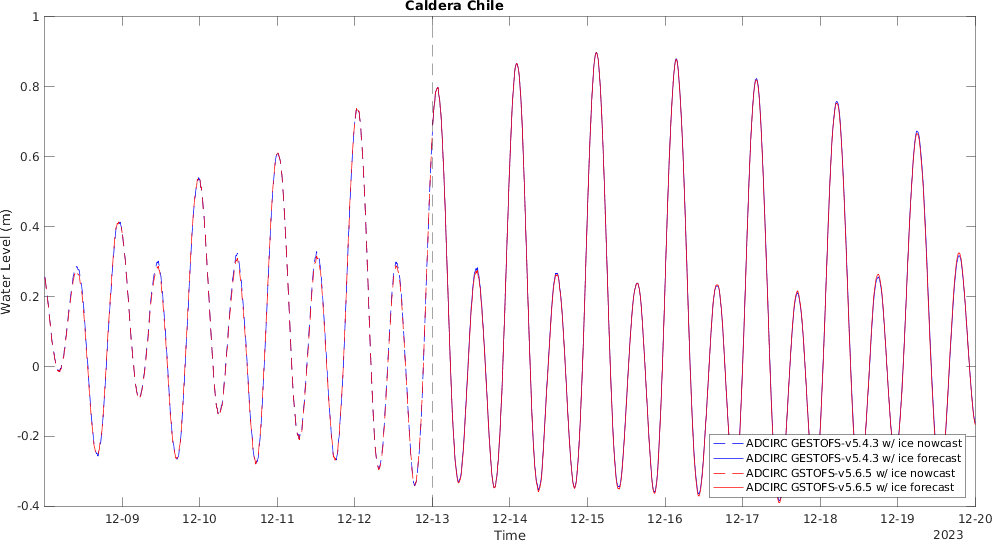 Caldera Chile
Water Level (m)
1
0.8
0.6
0.4
0.2
0
-0.2
-0.4
ADCIRC GESTOFS-v5.4.3 w/ ice nowcast
ADCIRC GESTOFS-v5.4.3 w/ ice forecast
ADCIRC GSTOFS-v5.6.5 w/ ice nowcast
ADCIRC GSTOFS-v5.6.5 w/ ice forecast
12-09 12-10 12-11 12-12 12-13 12-14 12-15 12-16 12-17 12-18 12-19 12-20
Time
2023